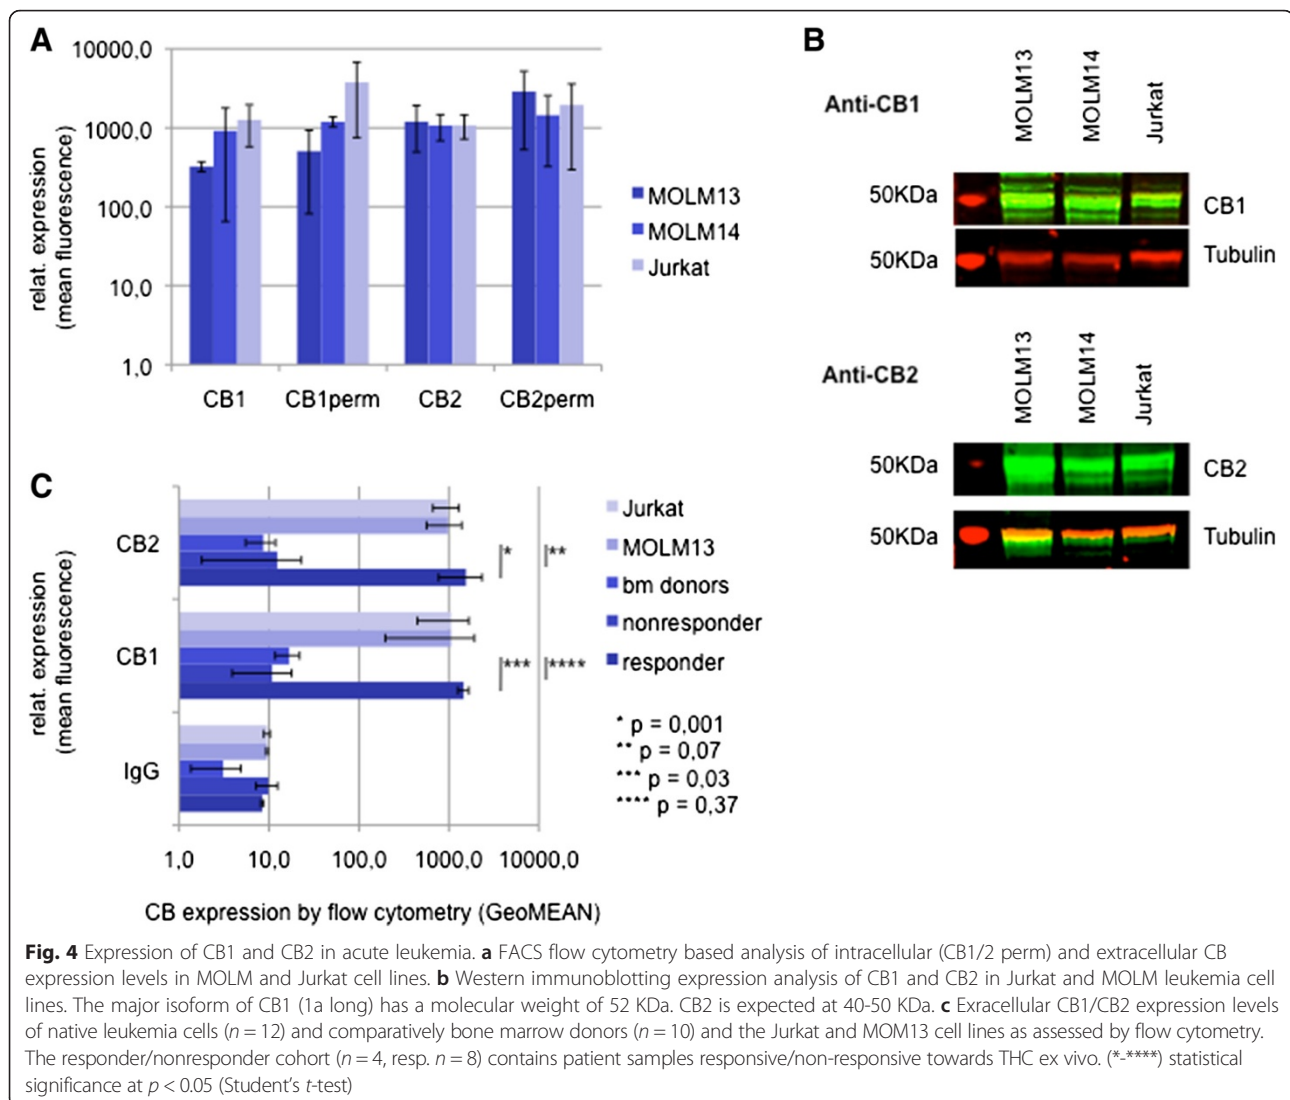 A
10000,0
1000,0
100,0
10,0
1,0
relat. expression
(mean fluorescence)
CB1
CB1perm
CB2
CB2perm
MOLM13
MOLM14
Jurkat
B
Anti-CB1
MOLM13
MOLM14
Jurkat
50KDa
CB1
50KDa
Tubulin
Anti-CB2
MOLM13
MOLM14
Jurkat
50KDa
CB2
50KDa
Tubulin
C
relat. expression
(mean fluorescence)
CB2
CB1
IgG
* **
*** ****
1,0
10,0
100,0
1000,0
10000,0
CB expression by flow cytometry (GeoMEAN)
Jurkat
MOLM13
bm donors
nonresponder
responder
* p = 0,001
** p = 0,07
*** p = 0,03
**** p = 0,37
Fig. 4 Expression of CB1 and CB2 in acute leukemia. a FACS flow cytometry based analysis of intracellular (CB1/2 perm) and extracellular CB
expression levels in MOLM and Jurkat cell lines. b Western immunoblotting expression analysis of CB1 and CB2 in Jurkat and MOLM leukemia cell
lines. The major isoform of CB1 (1a long) has a molecular weight of 52 KDa. CB2 is expected at 40-50 KDa. c Exracellular CB1/CB2 expression levels
of native leukemia cells (n = 12) and comparatively bone marrow donors (n = 10) and the Jurkat and MOM13 cell lines as assessed by flow cytometry.
The responder/nonresponder cohort (n = 4, resp. n = 8) contains patient samples responsive/non-responsive towards THC ex vivo. (*-****) statistical
significance at p < 0.05 (Student's t-test)